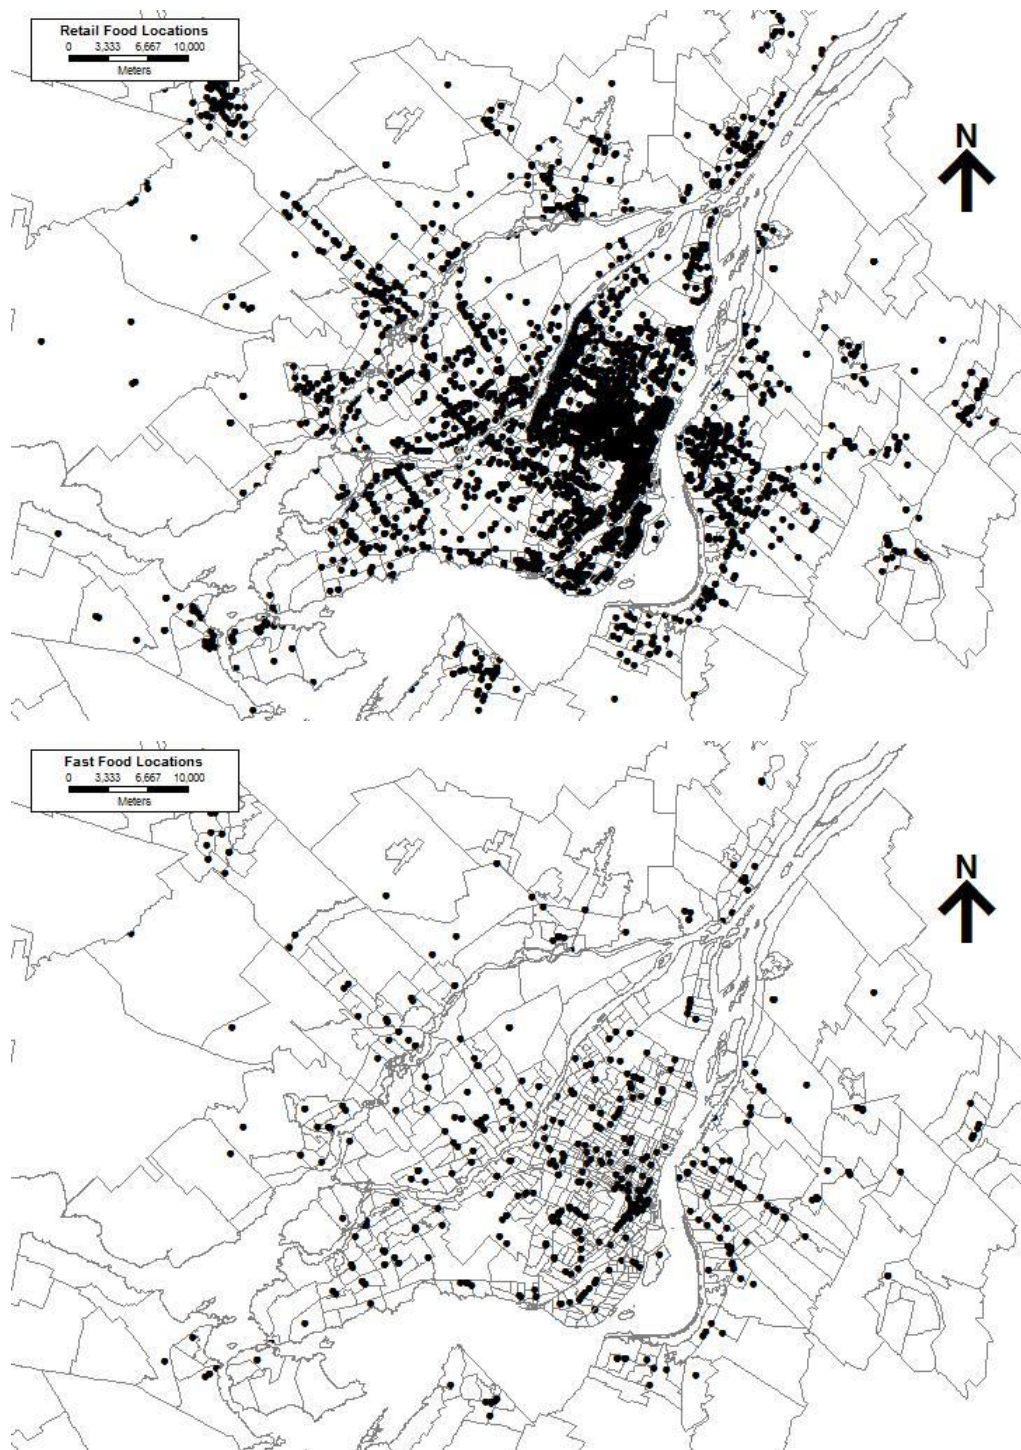 Retail Food Locations
0 3,333 6,667 10,000
Meters
N
Fast Food Locations
0 3,333 6,667 10,000
Meters
N